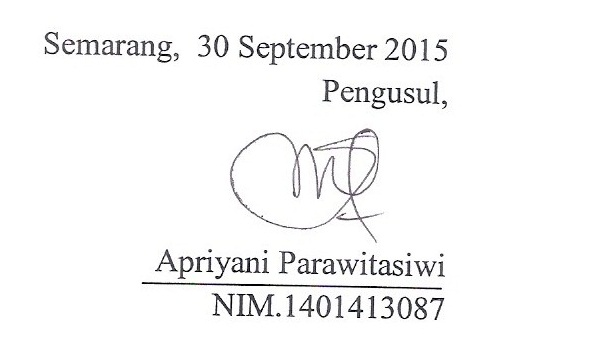 Semarang, 30 September 2015
Pengusul,
Apriyani Parawitasiwi
NIM.1401413087